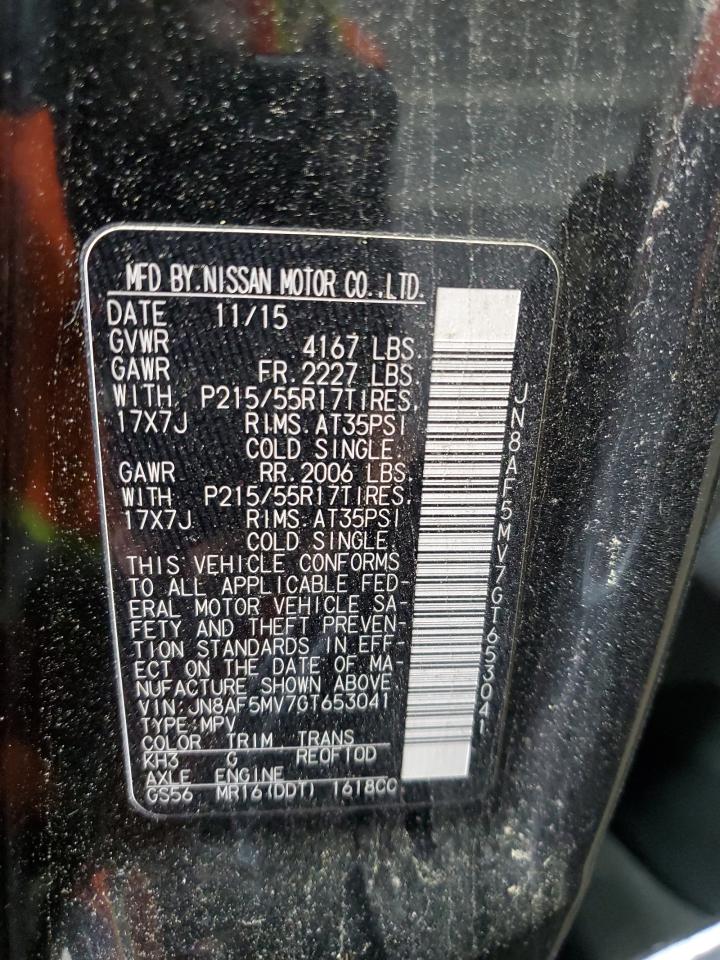 MFD BY:NISSAN MOTOR CO.,LTD.
DATE 11/15
GVWR 4167 LBS.
GAWR FR.2227 LBS.
WITH P215/55R17TIRES.
17X7J RIMS.AT35PSI
COLD SINGLE.
GAWR RR.2006 LBS.
WITH P215/55R17TIRES.
17X7J RIMS.AT35PSI
COLD SINGLE.
THIS VEHICLE CONFORMS
TO ALL APPLICABLE FED-
ERAL MOTOR VEHICLE SA-
FETY AND THEFT PREVEN-
TION STANDARDS IN EFF-
ECT ON THE DATE OF MA-
NUFACTURE SHOWN ABOVE
VIN:JN8AF5MV7GT653041
TYPE:MPV
COLOR TRIM TRANS
KH3 G RE0F10D
AXLE ENGINE
GS56 MR16(DDT) 1618CC
JN8AF5MV7GT653041